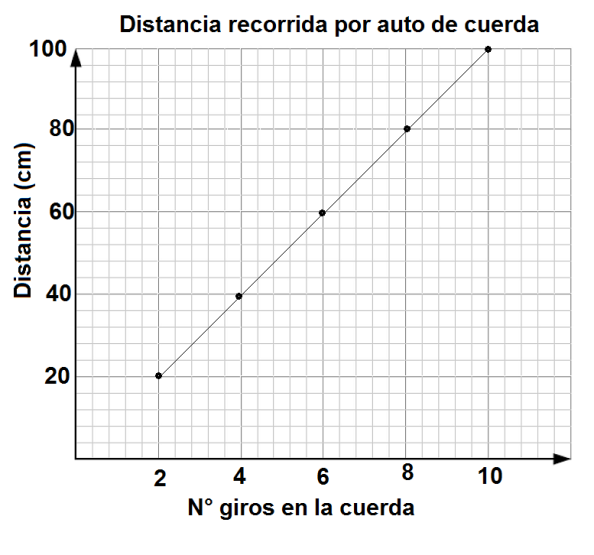 Distancia recorrida por auto de cuerda
100
80
60
40
20
Distancia (cm)
2 4 6 8 10
N° giros en la cuerda